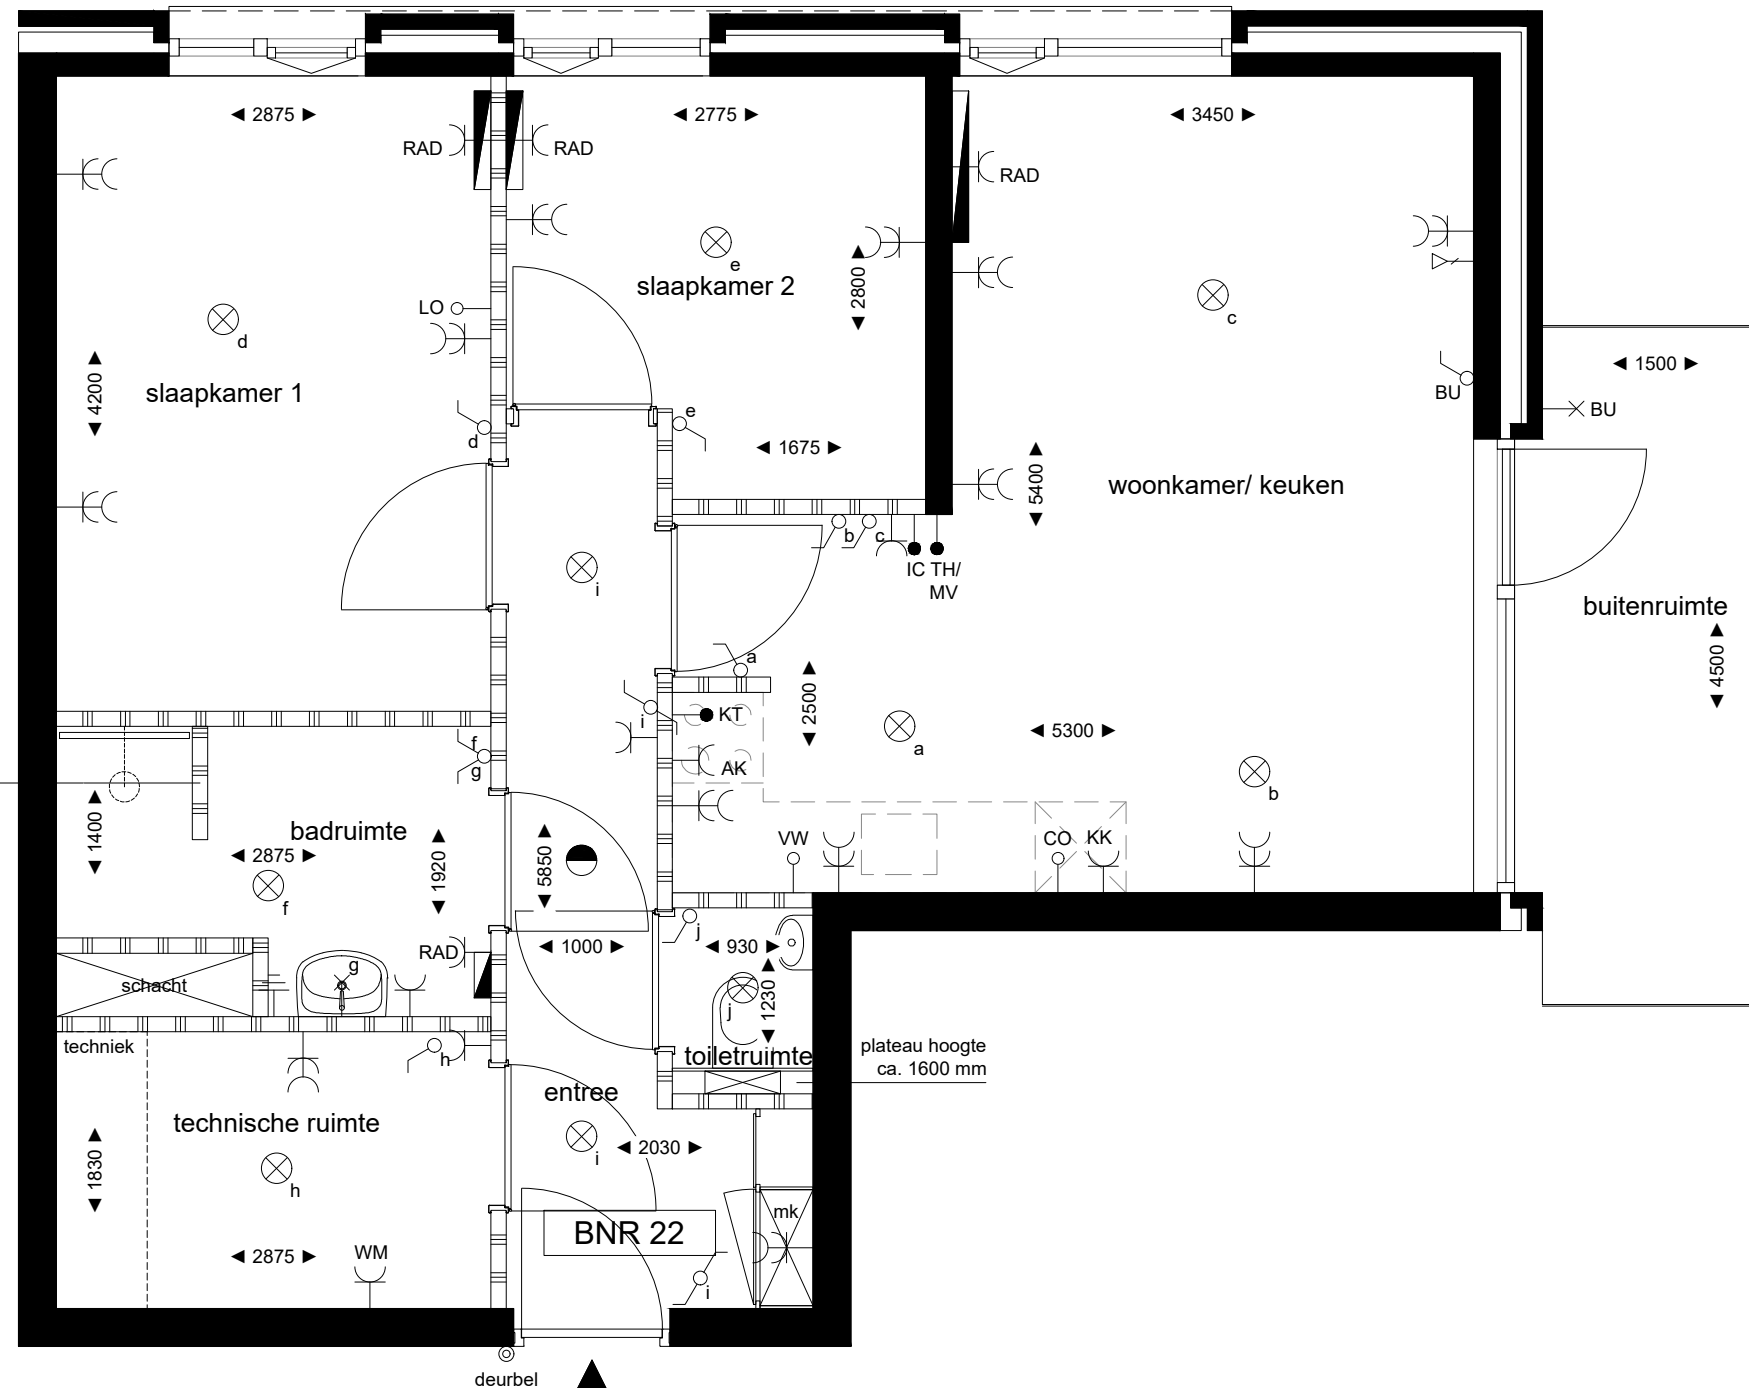 ◄ 2875 ►
◄ 2775 ►
◄ 3450 ►
RAD
RAD
RAD
e
slaapkamer 2
◄ 2800 ►
LO
d
c
slaapkamer 1
◄ 4200 ►
◄ 1500 ►
BU
BU
d
e
◄ 1675 ►
◄ 5400 ►
woonkamer/ keuken
b
c
IC
TH/
MV
i
buitenruimte
◄ 4500 ►
a
◄ 2500 ►
i
KT
a
◄ 5300 ►
f
g
AK
b
◄ 1400 ►
badruimte
◄ 2875 ►
◄ 1920 ►
◄ 5850 ►
VW
CO
KK
f
j
RAD
◄ 1000 ►
◄ 930 ►
g
schacht
j
◄ 1230 ►
techniek
h
toiletruimte
plateau hoogte
ca. 1600 mm
entree
technische ruimte
◄ 1830 ►
i
◄ 2030 ►
h
mk
BNR 22
◄ 2875 ►
WM
i
deurbel